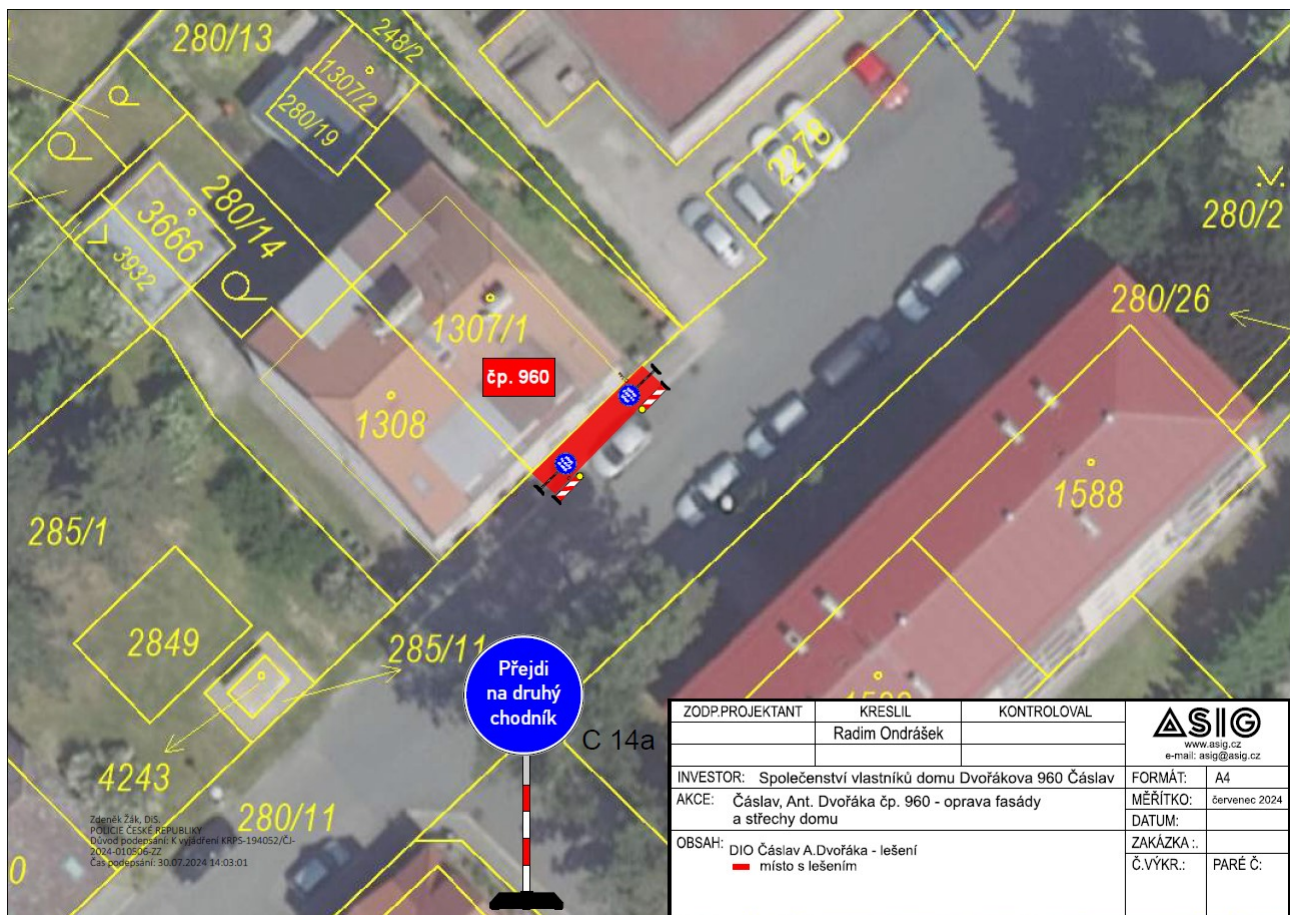 280/13
248/2
1307/2
280/19
2278
280/2
280/14
3666
3932
280/26
1307/1
čp. 960
1308
1588
285/1
2849
285/11
4243
280/11
0
Přejdi
na druhý
chodník
C 14a
Zdeněk Žák, DiS.
POLICIE ČESKÉ REPUBLIKY
Důvod podepsání: K vyjádření KRPS-194052/ČJ-
2024-010506-ZZ
Čas podepsání: 30.07.2024 14:03:01
ZODP.PROJEKTANT KRESLIL KONTROLOVAL
Radim Ondrášek
ASIG
www.asig.cz
e-mail: asig@asig.cz
INVESTOR: Společenství vlastníků domu Dvořákova 960 Čáslav
FORMÁT: A4
AKCE: Čáslav, Ant. Dvořáka čp. 960 - oprava fasády
a střechy domu
MĚŘÍTKO: červenec 2024
DATUM:
OBSAH: DIO Čáslav A.Dvořáka - lešení
místo s lešením
ZAKÁZKA :.
Č.VÝKR.: PARÉ Č: